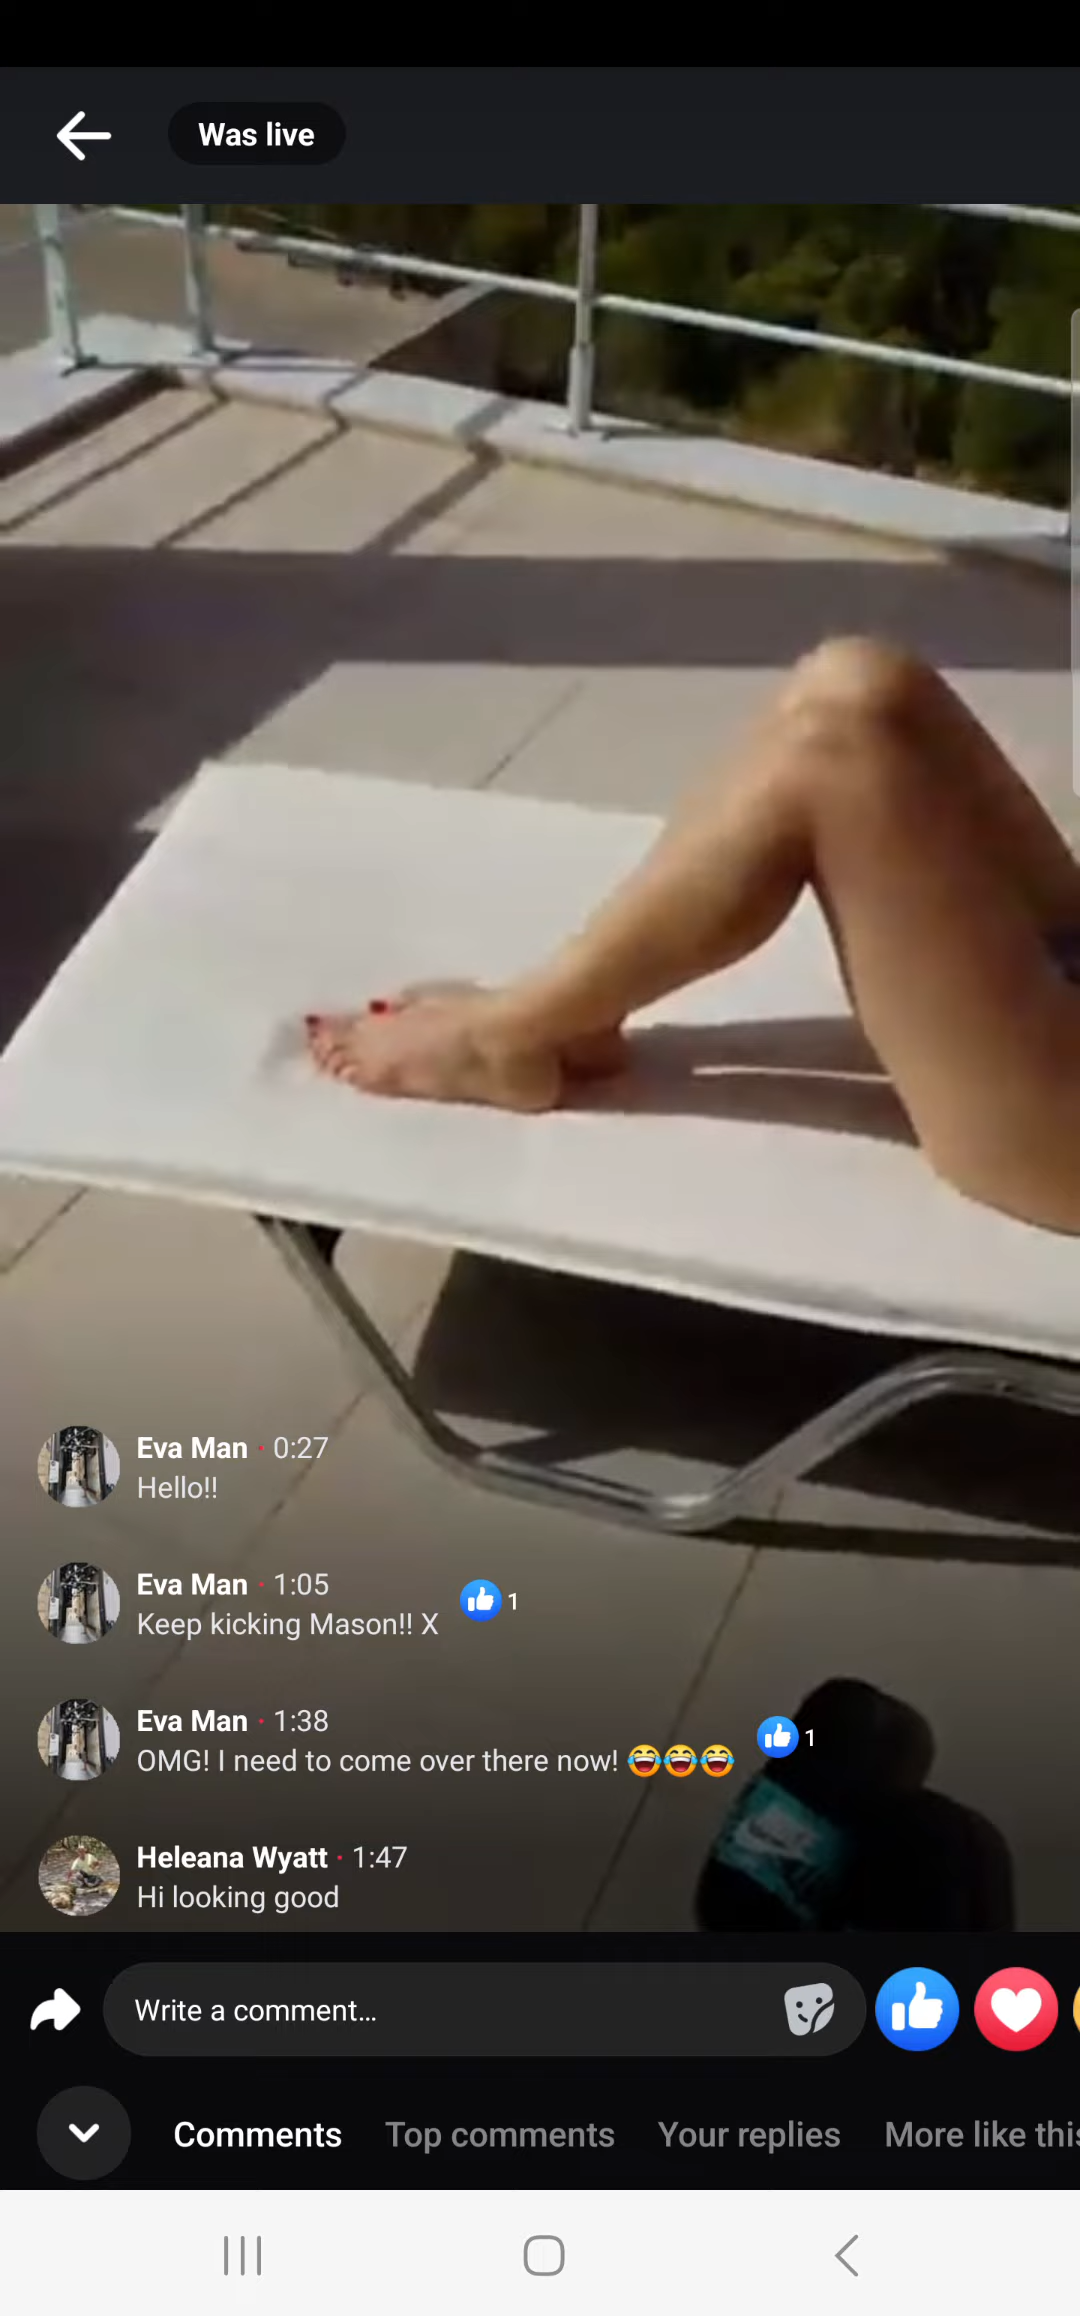 Was live
Eva Man · 0:27
Hello!!
Eva Man · 1:05
Keep kicking Mason!! X
1
Eva Man · 1:38
OMG! I need to come over there now! 😂😂😂
1
Heleana Wyatt · 1:47
Hi looking good
Write a comment...
Comments Top comments Your replies More like this